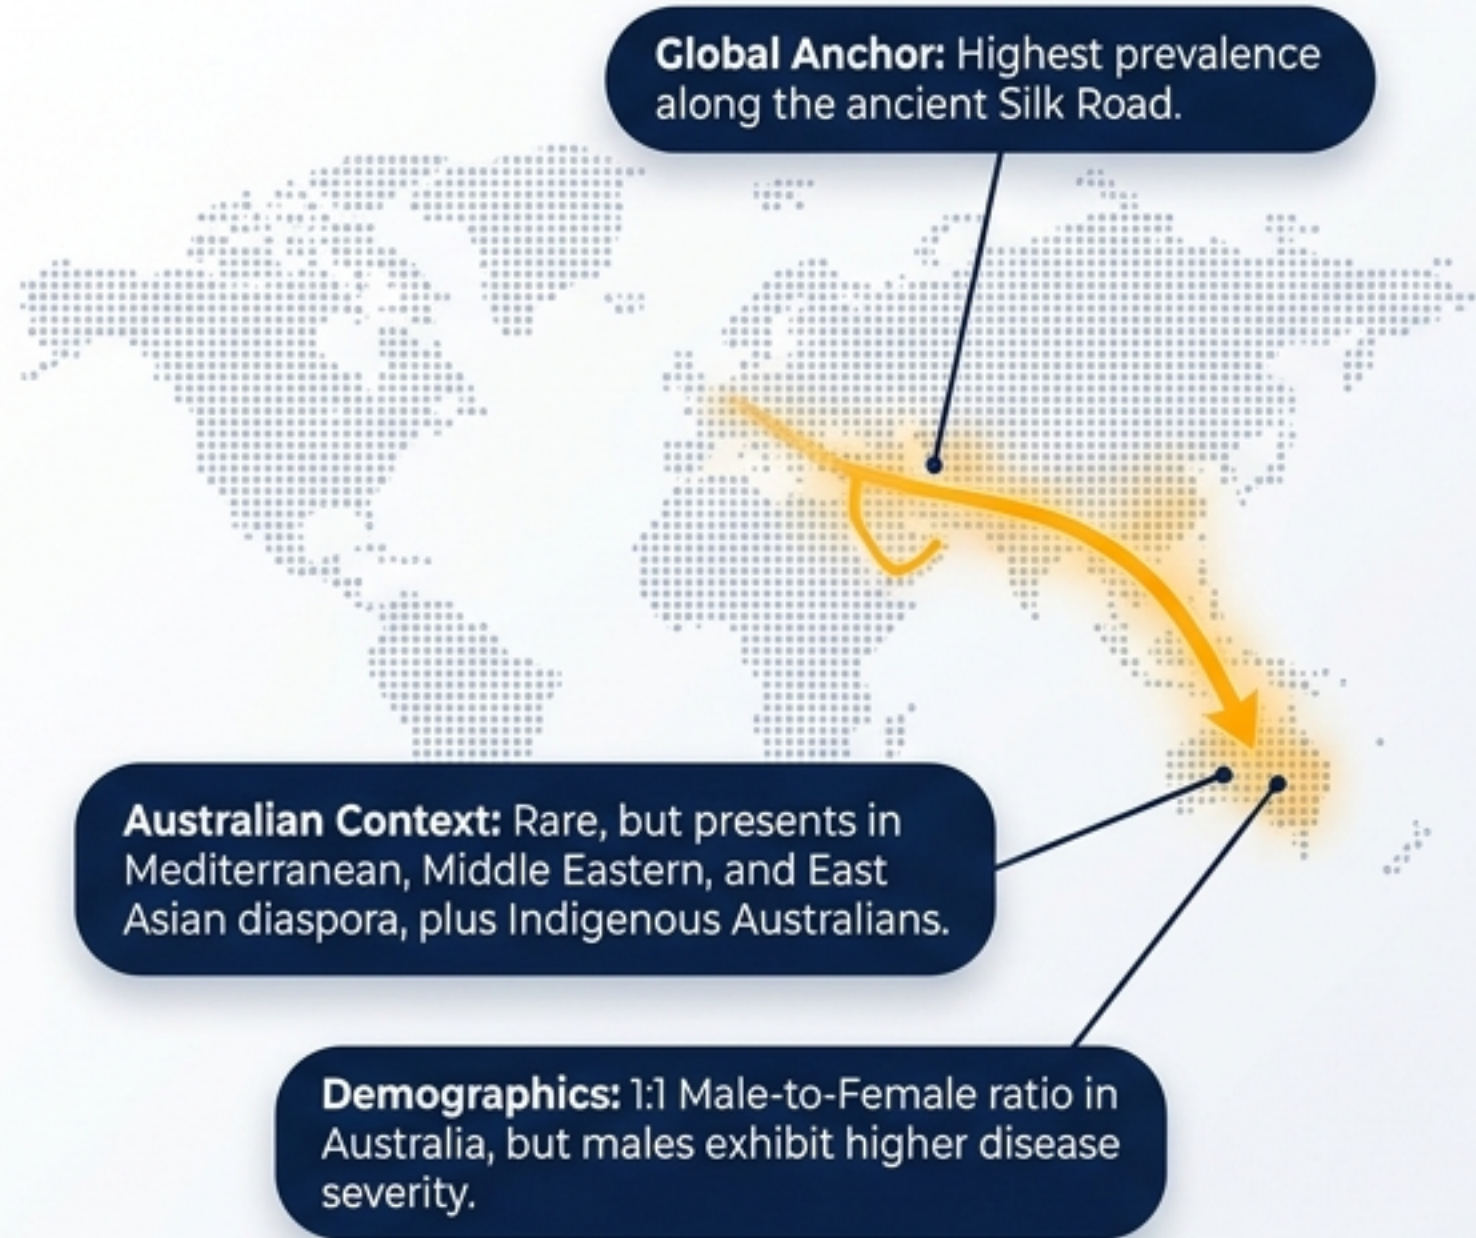 Global Anchor: Highest prevalence
along the ancient Silk Road.
Australian Context: Rare, but presents in
Mediterranean, Middle Eastern, and East
Asian diaspora, plus Indigenous Australians.
Demographics: 1:1 Male-to-Female ratio in
Australia, but males exhibit higher disease
severity.